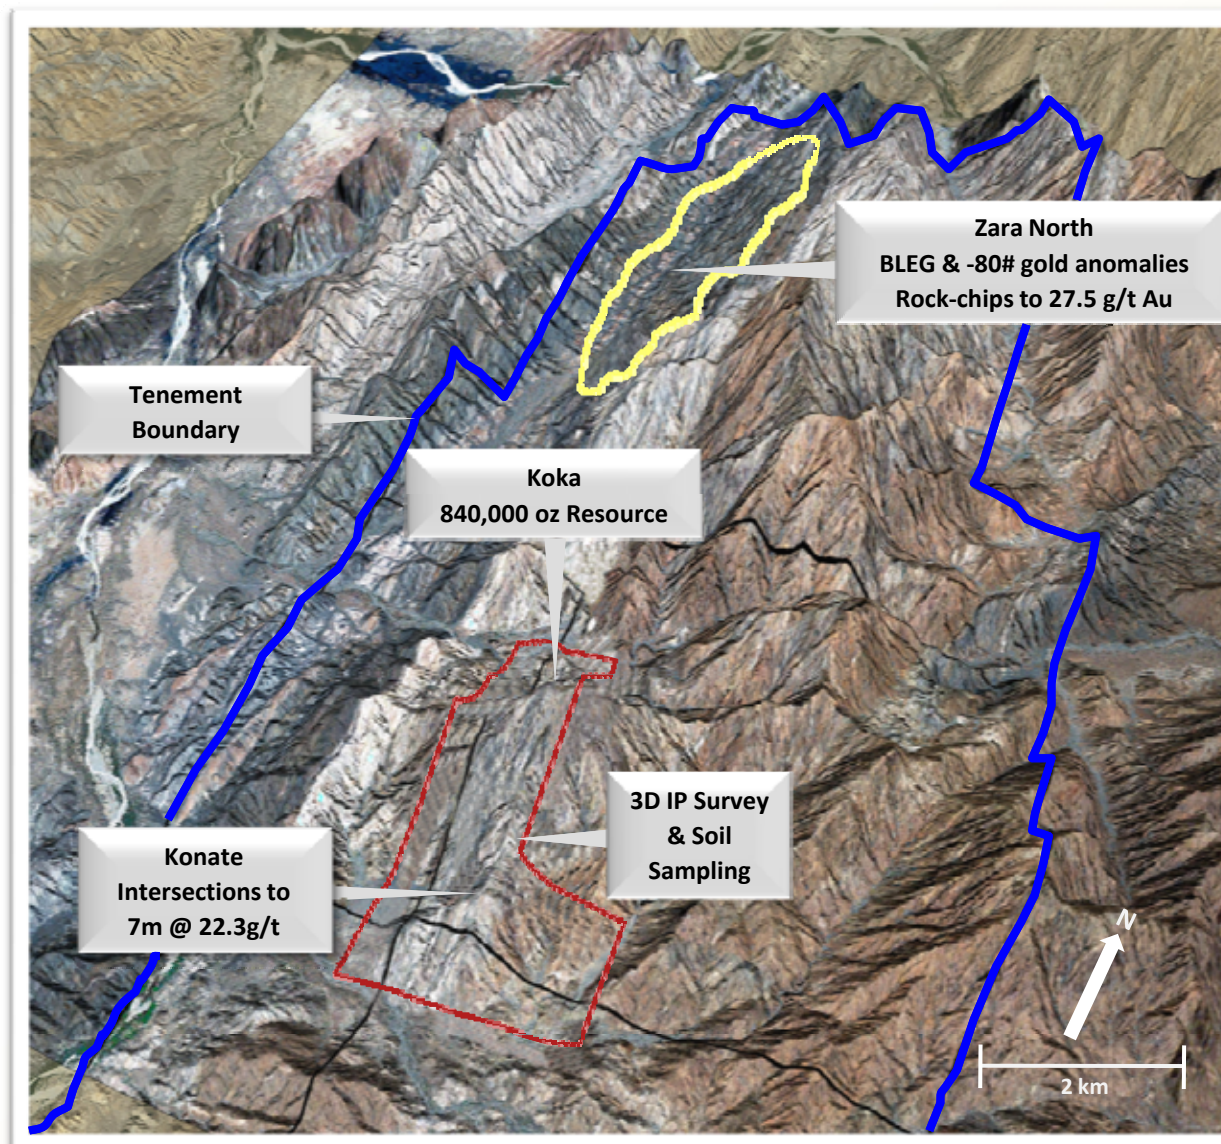 Zara North
BLEG & -80# gold anomalies
Rock-chips to 27.5 g/t Au
Tenement
Boundary
Koka
840,000 oz Resource
3D IP Survey
& Soil
Sampling
Konate
Intersections to
7m @ 22.3g/t
N
2 km